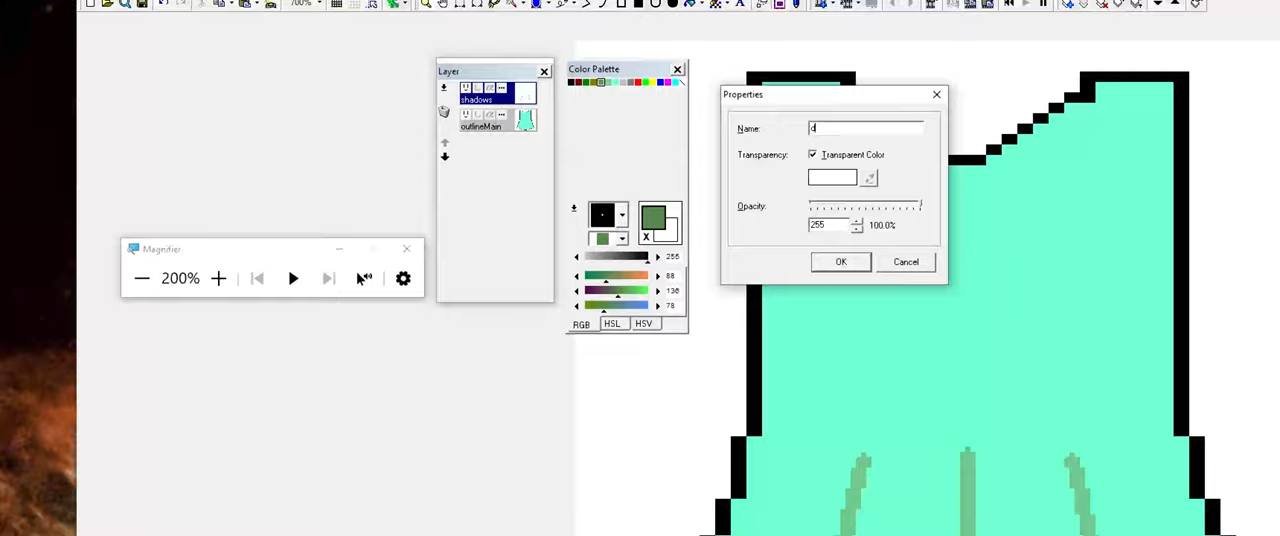 700%
A
Layer
shadows
outlineMain
Color Palette
255
88
136
78
X
RGB
HSL
HSV
Properties
Name:
d
Transparency:
Transparent Color
Opacity:
255
100.0%
OK
Cancel
Magnifier
200%